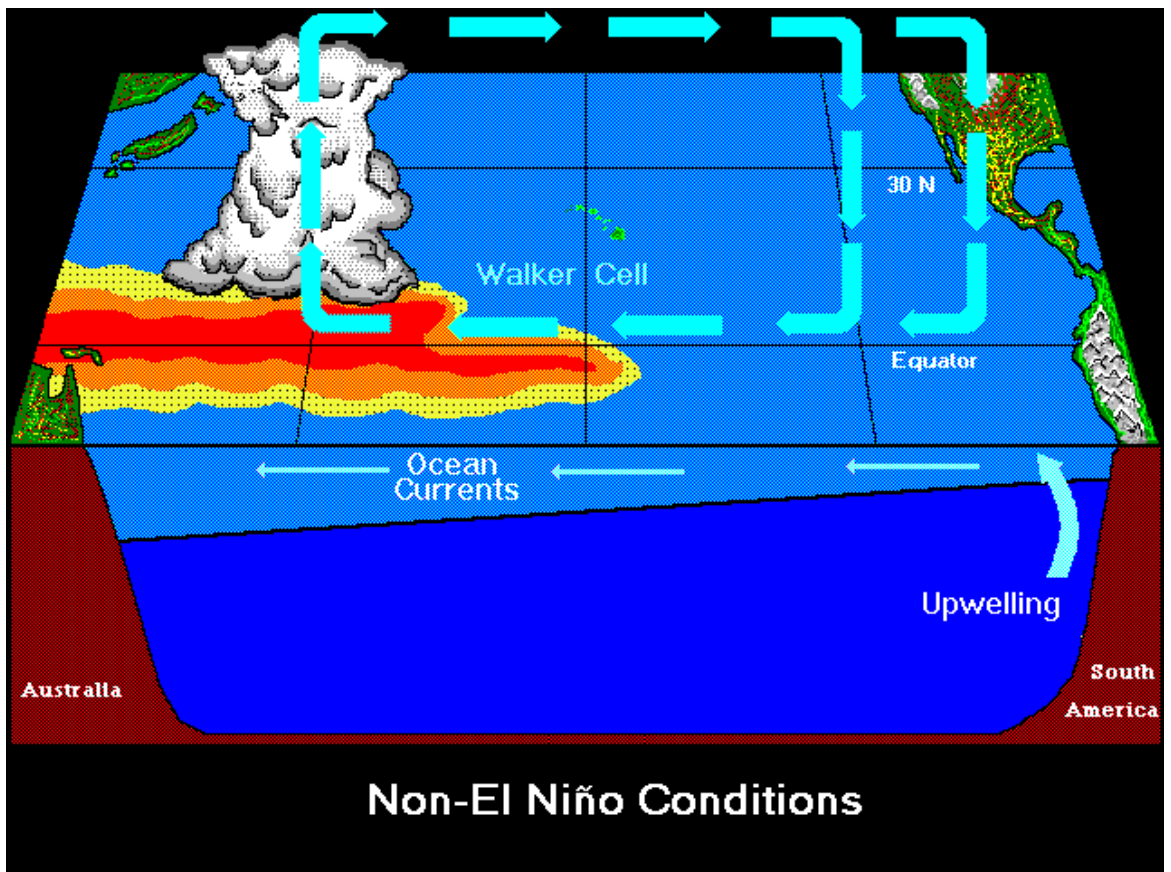 30 N
Walker Cell
Equator
Ocean
Currents
Upwelling
Australia
South
America
Non-El Niño Conditions